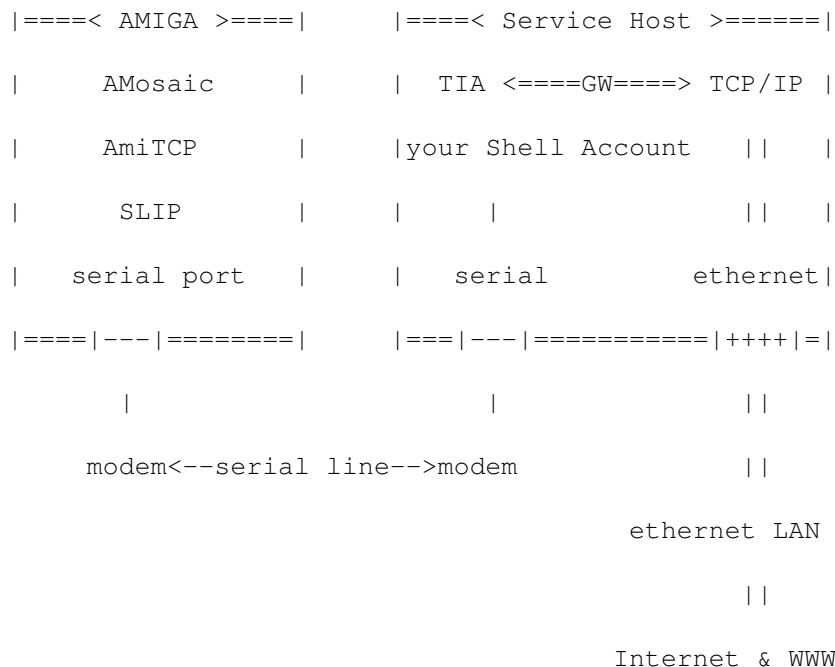 |====< AMIGA >====|     |====< Service Host >======|
|     AMosaic     |     |  TIA <====GW====> TCP/IP |
|     AmiTCP      |     |your Shell Account   ||   |
|      SLIP       |     |     |               ||   |
|   serial port   |     |   serial        ethernet|
|====|---|========|     |===|---|===========|++++|=|
|                       |               ||
modem<--serial line-->modem             ||
ethernet LAN
||
Internet & WWW